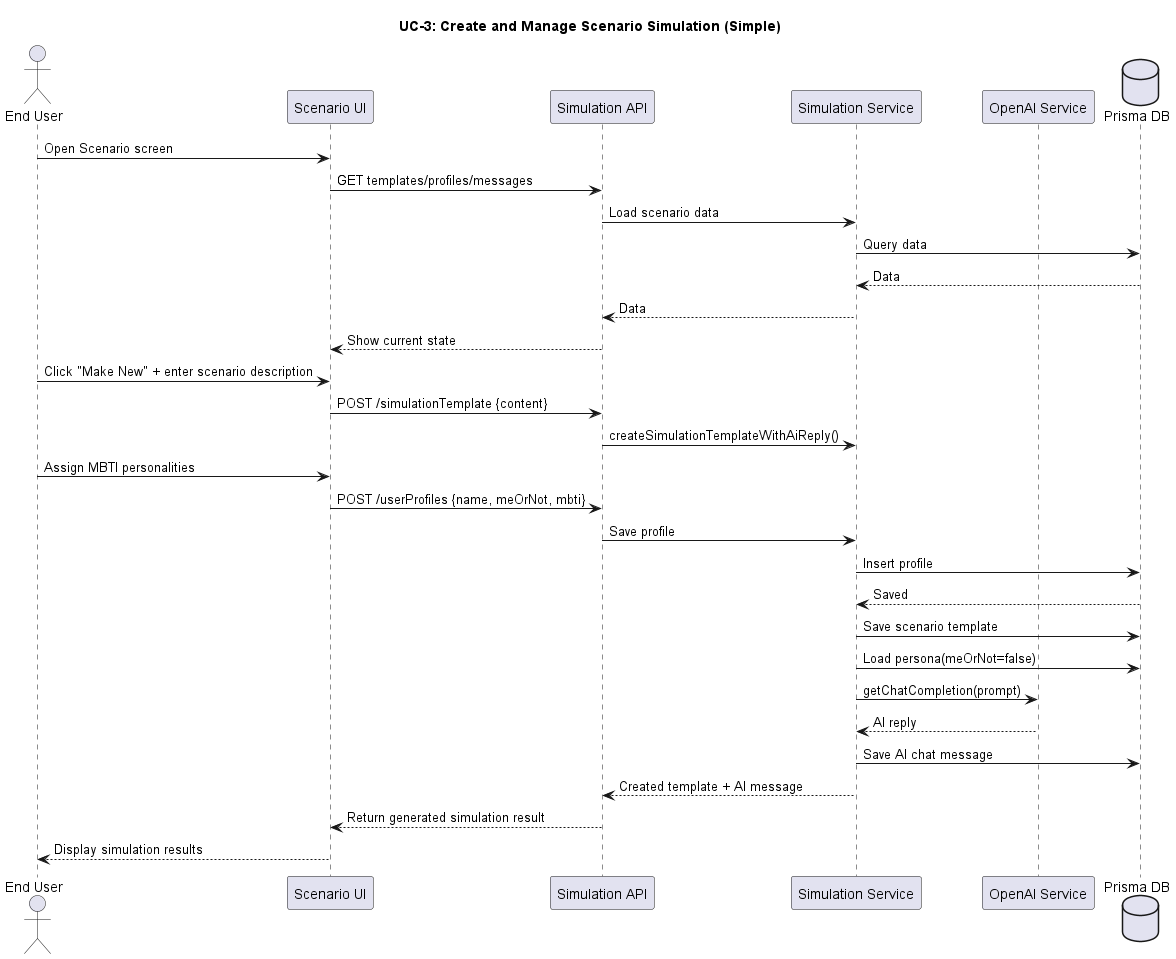 UC-3: Create and Manage Scenario Simulation (Simple)
End User
Scenario UI
Simulation API
Simulation Service
OpenAI Service
Prisma DB
Open Scenario screen
GET templates/profiles/messages
Load scenario data
Query data
Data
Data
Show current state
Click "Make New" + enter scenario description
POST /simulationTemplate {content}
createSimulationTemplateWithAiReply()
Assign MBTI personalities
POST /userProfiles {name, meOrNot, mbti}
Save profile
Insert profile
Saved
Save scenario template
Load persona(meOrNot=false)
getChatCompletion(prompt)
AI reply
Save AI chat message
Created template + AI message
Return generated simulation result
Display simulation results
End User
Scenario UI
Simulation API
Simulation Service
OpenAI Service
Prisma DB